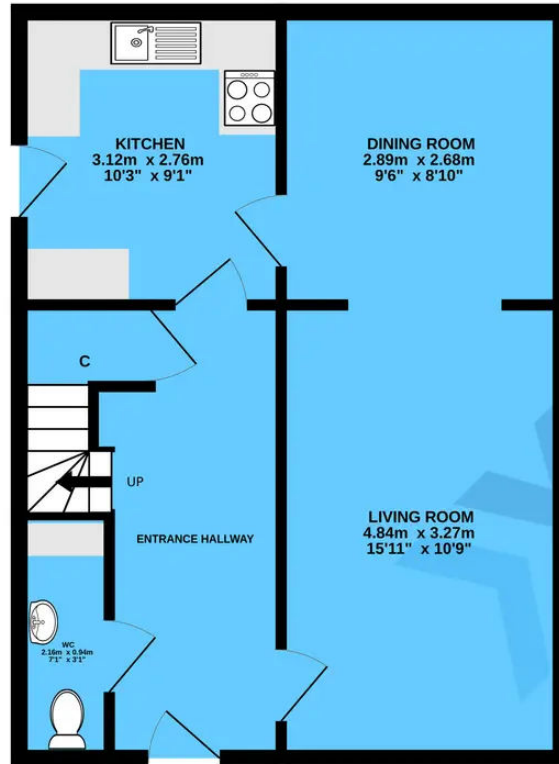 KITCHEN
3.12m x 2.76m
10'3" x 9'1"
DINING ROOM
2.89m x 2.68m
9'6" x 8'10"
C
UP
ENTRANCE HALLWAY
LIVING ROOM
4.84m x 3.27m
15'11" x 10'9"
WC
2.16m x 0.94m
7'1" x 3'1"